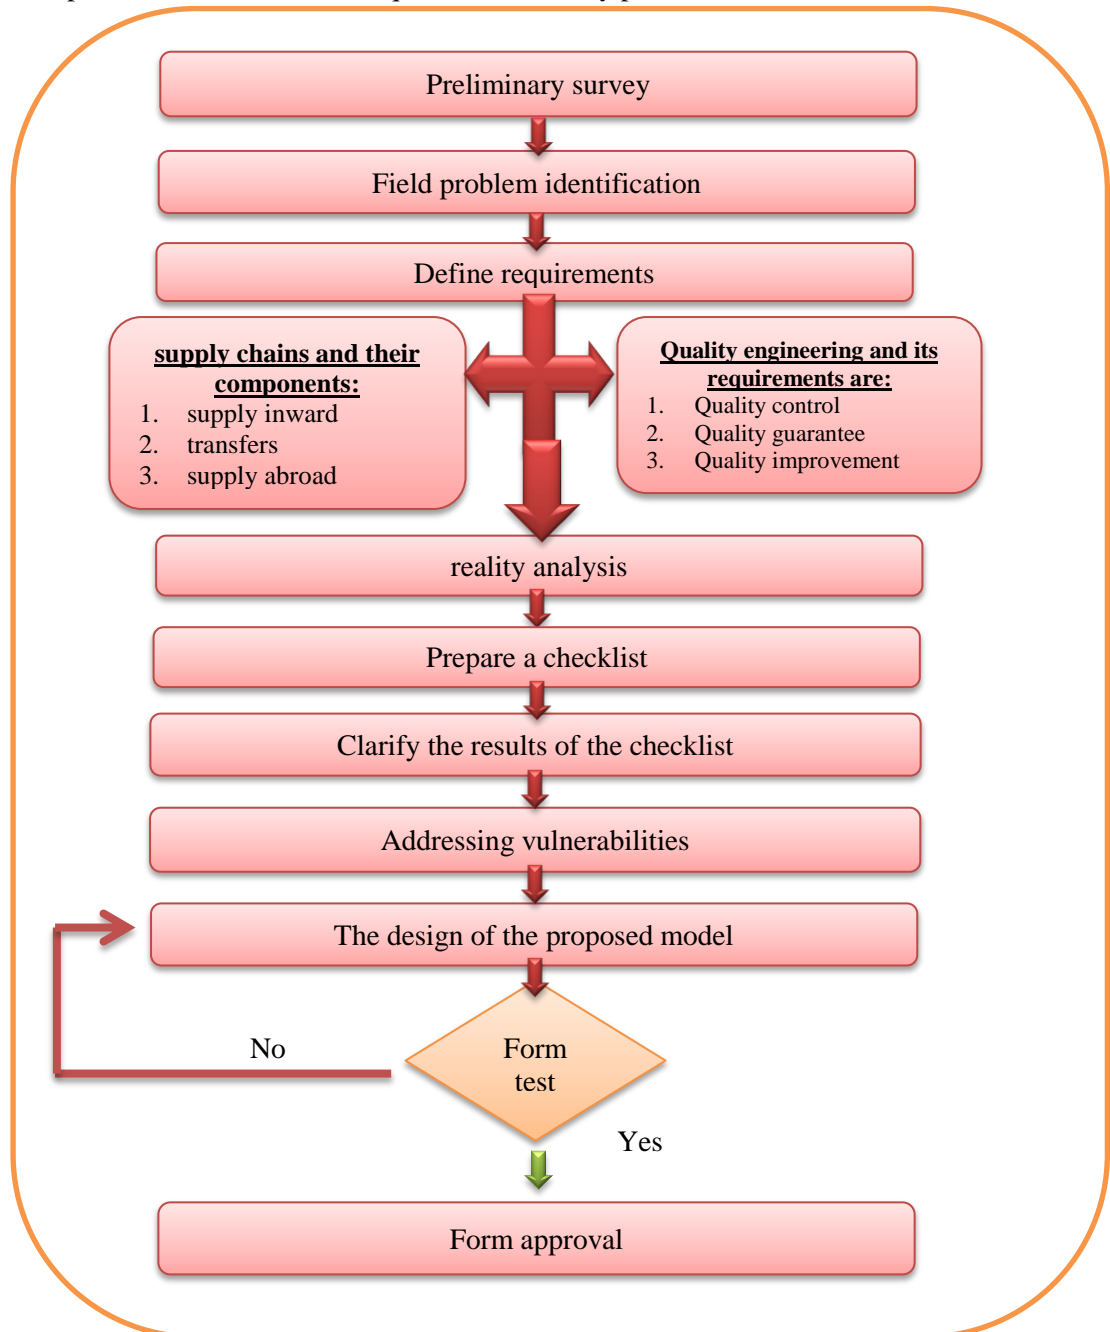 Preliminary survey
Field problem identification
Define requirements
supply chains and their
components:
1. supply inward
2. transfers
3. supply abroad
Quality engineering and its
requirements are:
1. Quality control
2. Quality guarantee
3. Quality improvement
reality analysis
Prepare a checklist
Clarify the results of the checklist
Addressing vulnerabilities
The design of the proposed model
No
Form
test
Yes
Form approval